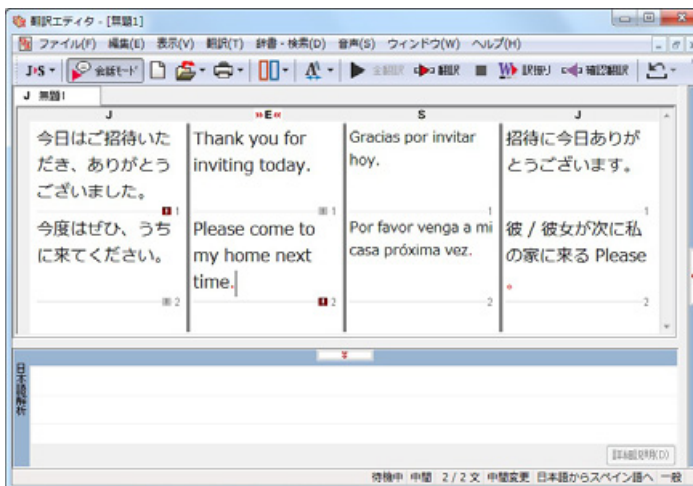 翻訳エディタ - [無題1]
ファイル(F) 編集(E) 表示(V) 翻訳(T) 辞書・検索(D) 音声(S) ウィンドウ(W) ヘルプ(H)
J▸S 会話モード 全翻訳 翻訳 訳振り 確認翻訳
J 無題1
J »E« S J
今日はご招待いた
だき、ありがとう
ございました。
1
Thank you for
inviting today.
1
Gracias por invitar
hoy.
1
招待に今日ありが
とうございます。
1
今度はぜひ、うち
に来てください。
2
Please come to
my home next
time.
2
Por favor venga a mi
casa próxima vez.
2
彼 / 彼女が次に私
の家に来る Please
。
2
日本語解析
詳細説明(D)
待機中 中間 2 / 2 文 中間変更 日本語からスペイン語へ 一般